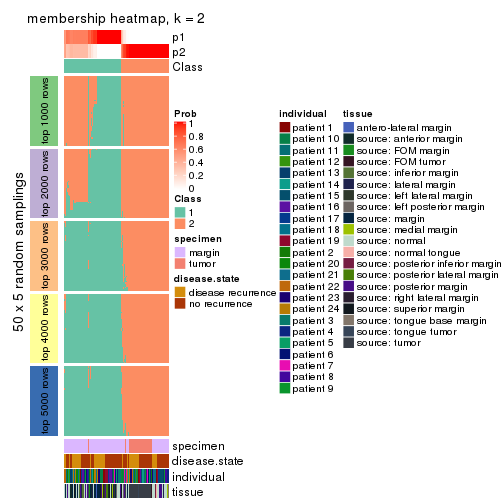 membership heatmap, k = 2
p1
p2
Class
50 x 5 random samplings
top 1000 rows
top 2000 rows
top 3000 rows
top 4000 rows
top 5000 rows
specimen
disease.state
individual
tissue
Prob
1
0.8
0.6
0.4
0.2
0
Class
1
2
specimen
margin
tumor
disease.state
disease recurrence
no recurrence
individual
patient 1
patient 10
patient 11
patient 12
patient 13
patient 14
patient 15
patient 16
patient 17
patient 18
patient 19
patient 2
patient 20
patient 21
patient 22
patient 23
patient 24
patient 3
patient 4
patient 5
patient 6
patient 7
patient 8
patient 9
tissue
antero-lateral margin
source: anterior margin
source: FOM margin
source: FOM tumor
source: inferior margin
source: lateral margin
source: left lateral margin
source: left posterior margin
source: margin
source: medial margin
source: normal
source: normal tongue
source: posterior inferior margin
source: posterior lateral margin
source: posterior margin
source: right lateral margin
source: superior margin
source: tongue base margin
source: tongue tumor
source: tumor